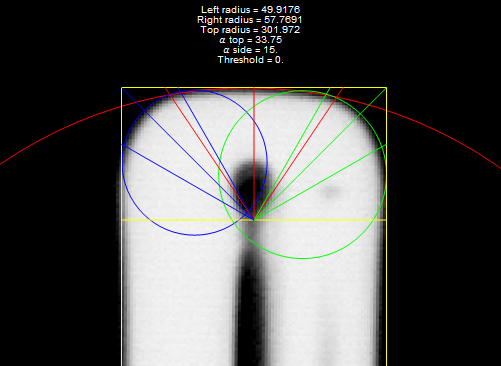 Left radius = 49.9176
Right radius = 57.7691
Top radius = 301.972
α top = 33.75
α side = 15.
Threshold = 0.